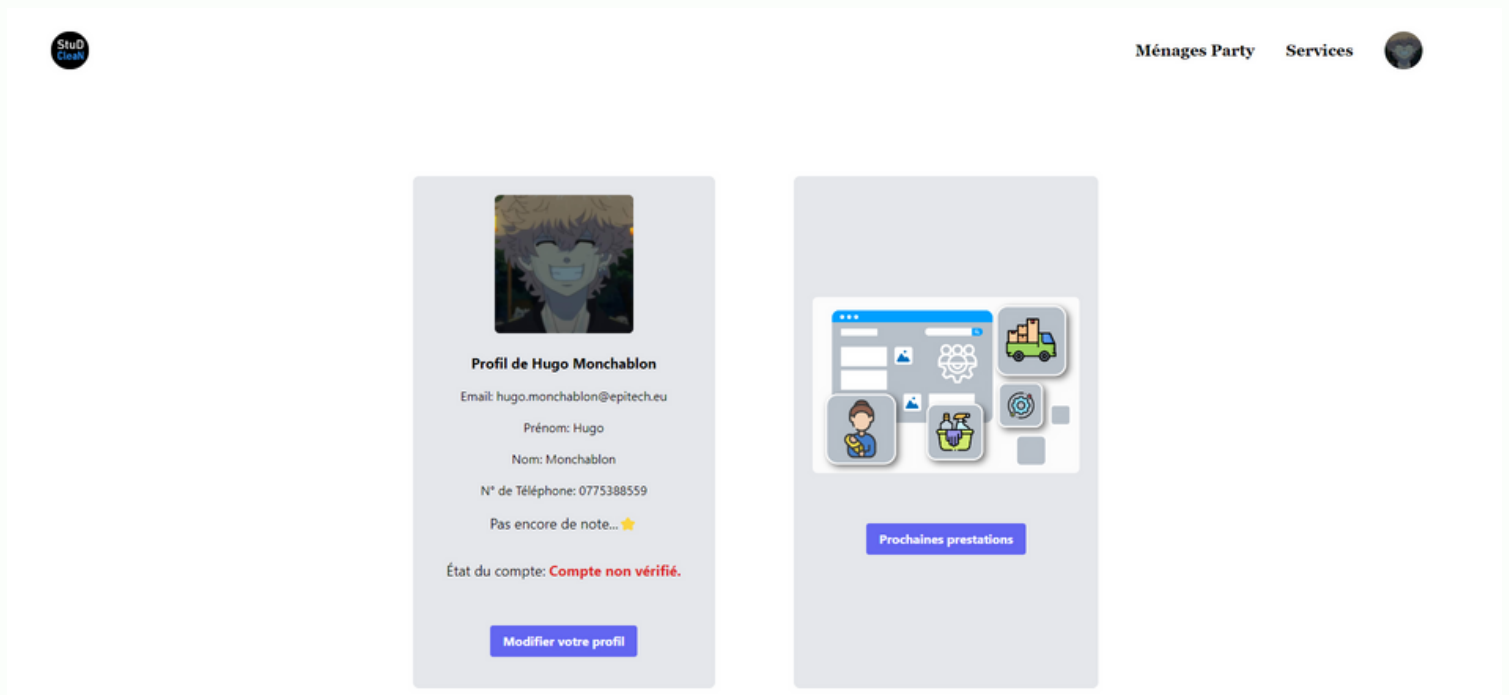 StuD
CleaN
Ménages Party
Services
Profil de Hugo Monchablon
Email: hugo.monchablon@epitech.eu
Prénom: Hugo
Nom: Monchablon
N° de Téléphone: 0775388559
Pas encore de note...
État du compte: Compte non vérifié.
Modifier votre profil
Prochaines prestations